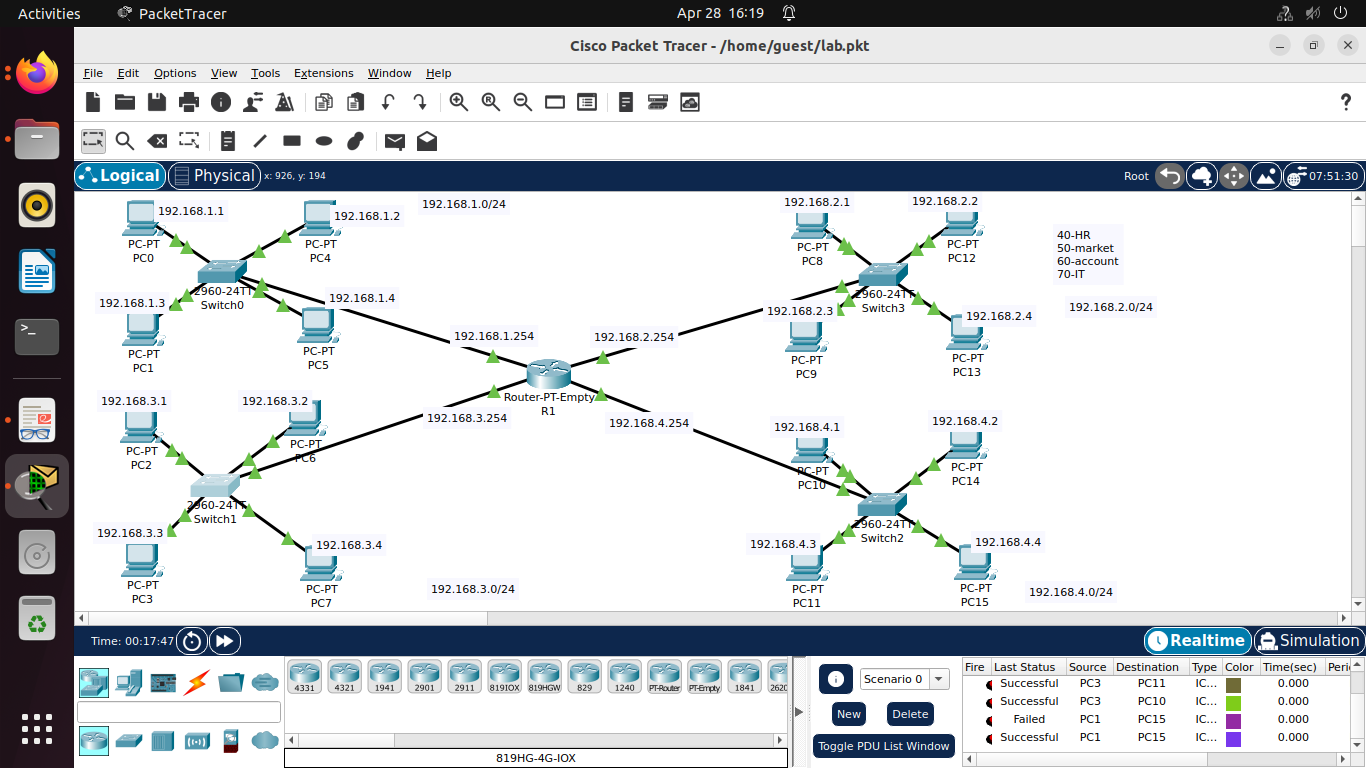 Activities
PacketTracer
Apr 28 16:19
Cisco Packet Tracer - /home/guest/lab.pkt
File Edit Options View Tools Extensions Window Help
?
Logical
Physical
x: 926, y: 194
Root
07:51:30
192.168.1.1
192.168.1.2
192.168.1.0/24
PC-PT
PC0
PC-PT
PC4
2960-24TT
Switch0
192.168.1.3
192.168.1.4
PC-PT
PC1
PC-PT
PC5
192.168.2.1
192.168.2.2
PC-PT
PC8
PC-PT
PC12
40-HR
50-market
60-account
70-IT
2960-24TT
Switch3
192.168.2.0/24
192.168.2.3
192.168.2.4
PC-PT
PC9
PC-PT
PC13
192.168.1.254
192.168.2.254
Router-PT-Empty
R1
192.168.3.254
192.168.4.254
192.168.3.1
192.168.3.2
PC-PT
PC2
PC-PT
PC6
2960-24TT
Switch1
192.168.3.3
192.168.3.4
PC-PT
PC3
PC-PT
PC7
192.168.3.0/24
192.168.4.1
192.168.4.2
PC-PT
PC10
PC-PT
PC14
2960-24TT
Switch2
192.168.4.3
192.168.4.4
PC-PT
PC11
PC-PT
PC15
192.168.4.0/24
Time: 00:17:47
Realtime
Simulation
4331 4321 1941 2901 2911 819IOX 819HGW 829 1240 PT-Router PT-Empty 1841 2620
819HG-4G-IOX
Scenario 0
New
Delete
Toggle PDU List Window
Fire Last Status Source Destination Type Color Time(sec) Peri
Successful PC3 PC11 IC... 0.000
Successful PC3 PC10 IC... 0.000
Failed PC1 PC15 IC... 0.000
Successful PC1 PC15 IC... 0.000